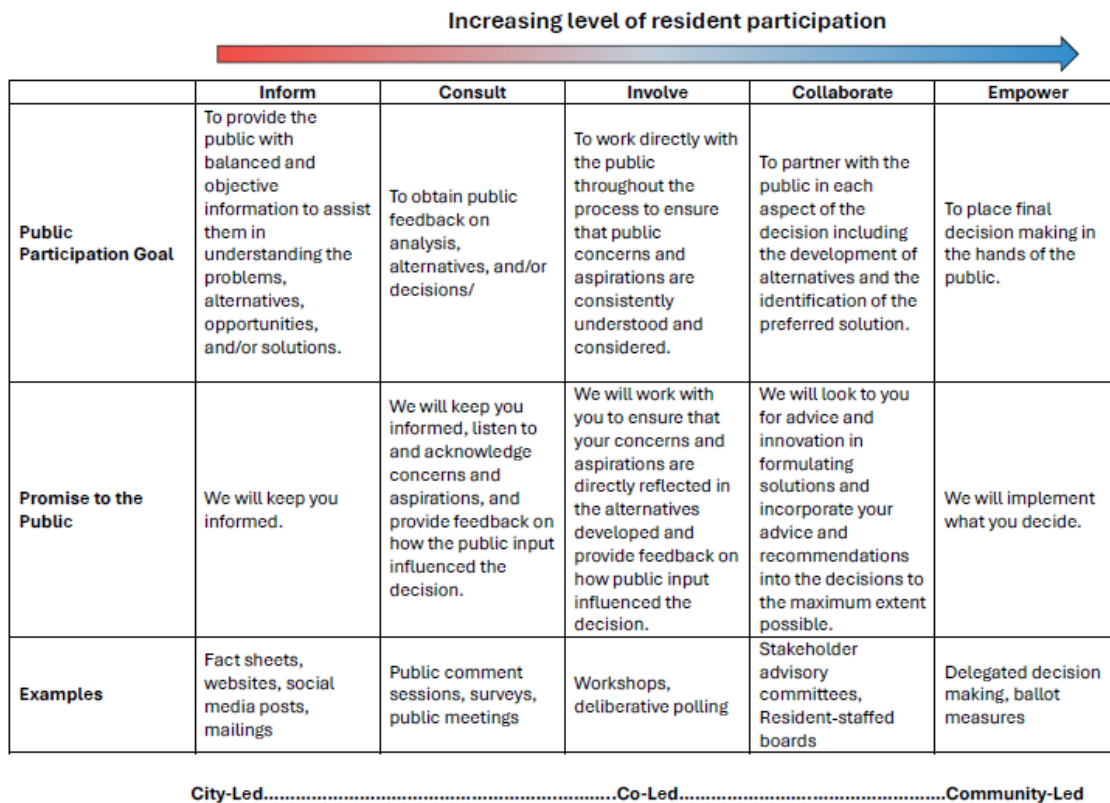 Increasing level of resident participation
Inform
Consult
Involve
Collaborate
Empower
Public
Participation Goal
To provide the
public with
balanced and
objective
information to assist
them in
understanding the
problems,
alternatives,
opportunities,
and/or solutions.
To obtain public
feedback on
analysis,
alternatives, and/or
decisions/
To work directly with
the public
throughout the
process to ensure
that public
concerns and
aspirations are
consistently
understood and
considered.
To partner with the
public in each
aspect of the
decision including
the development of
alternatives and the
identification of the
preferred solution.
To place final
decision making in
the hands of the
public.
Promise to the
Public
We will keep you
informed.
We will keep you
informed, listen to
and acknowledge
concerns and
aspirations, and
provide feedback on
how the public input
influenced the
decision.
We will work with
you to ensure that
your concerns and
aspirations are
directly reflected in
the alternatives
developed and
provide feedback on
how public input
influenced the
decision.
We will look to you
for advice and
innovation in
formulating
solutions and
incorporate your
advice and
recommendations
into the decisions to
the maximum extent
possible.
We will implement
what you decide.
Examples
Fact sheets,
websites, social
media posts,
mailings
Public comment
sessions, surveys,
public meetings
Workshops,
deliberative polling
Stakeholder
advisory
committees,
Resident-staffed
boards
Delegated decision
making, ballot
measures
City-Led.............................................................Co-Led..............................................Community-Led